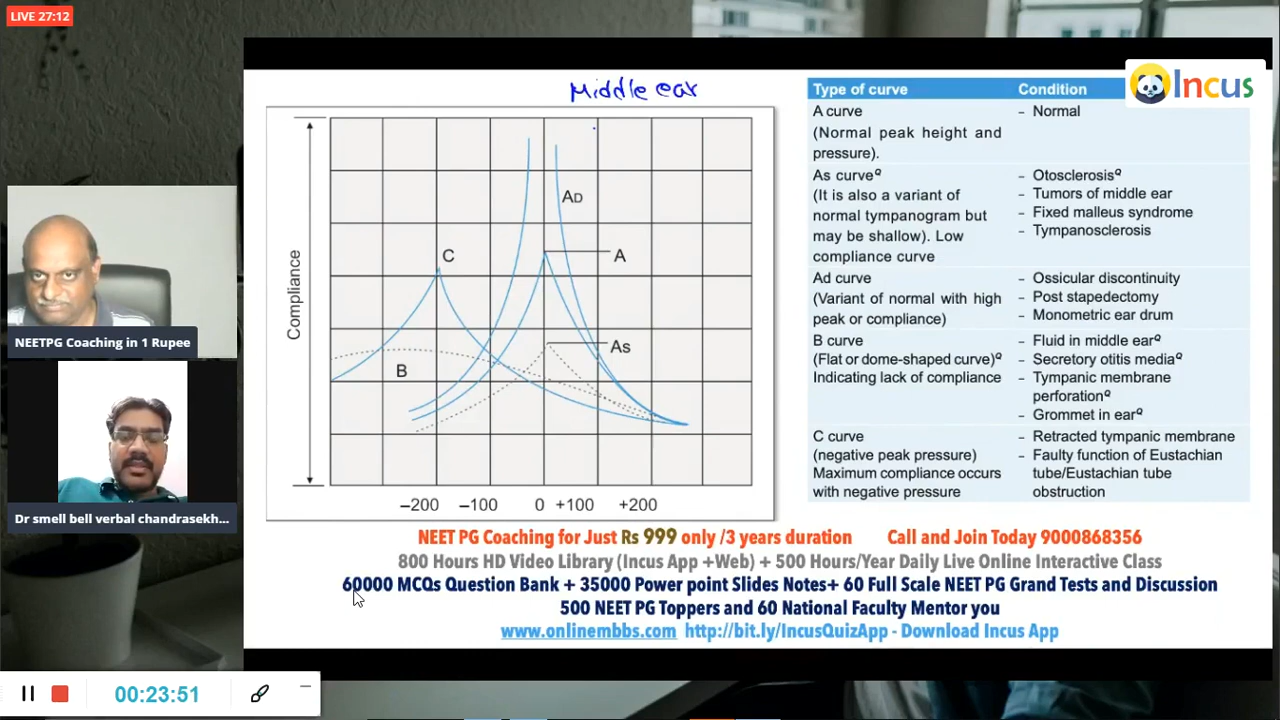 LIVE 27:12
Incus
Middle ear
Compliance
AD
A
C
As
B
–200 –100 0 +100 +200
Type of curve Condition
A curve – Normal
(Normal peak height and
pressure).
As curveQ – OtosclerosisQ
(It is also a variant of – Tumors of middle ear
normal tympanogram but – Fixed malleus syndrome
may be shallow). Low – Tympanosclerosis
compliance curve
Ad curve – Ossicular discontinuity
(Variant of normal with high – Post stapedectomy
peak or compliance) – Monometric ear drum
B curve – Fluid in middle earQ
(Flat or dome-shaped curve)Q – Secretory otitis mediaQ
Indicating lack of compliance – Tympanic membrane
perforationQ
– Grommet in earQ
C curve – Retracted tympanic membrane
(negative peak pressure) – Faulty function of Eustachian
Maximum compliance occurs tube/Eustachian tube
with negative pressure obstruction
NEETPG Coaching in 1 Rupee
Dr smell bell verbal chandrasekh...
NEET PG Coaching for Just Rs 999 only /3 years duration Call and Join Today 9000868356
800 Hours HD Video Library (Incus App +Web) + 500 Hours/Year Daily Live Online Interactive Class
60000 MCQs Question Bank + 35000 Power point Slides Notes+ 60 Full Scale NEET PG Grand Tests and Discussion
500 NEET PG Toppers and 60 National Faculty Mentor you
www.onlinembbs.com http://bit.ly/IncusQuizApp - Download Incus App
00:23:51